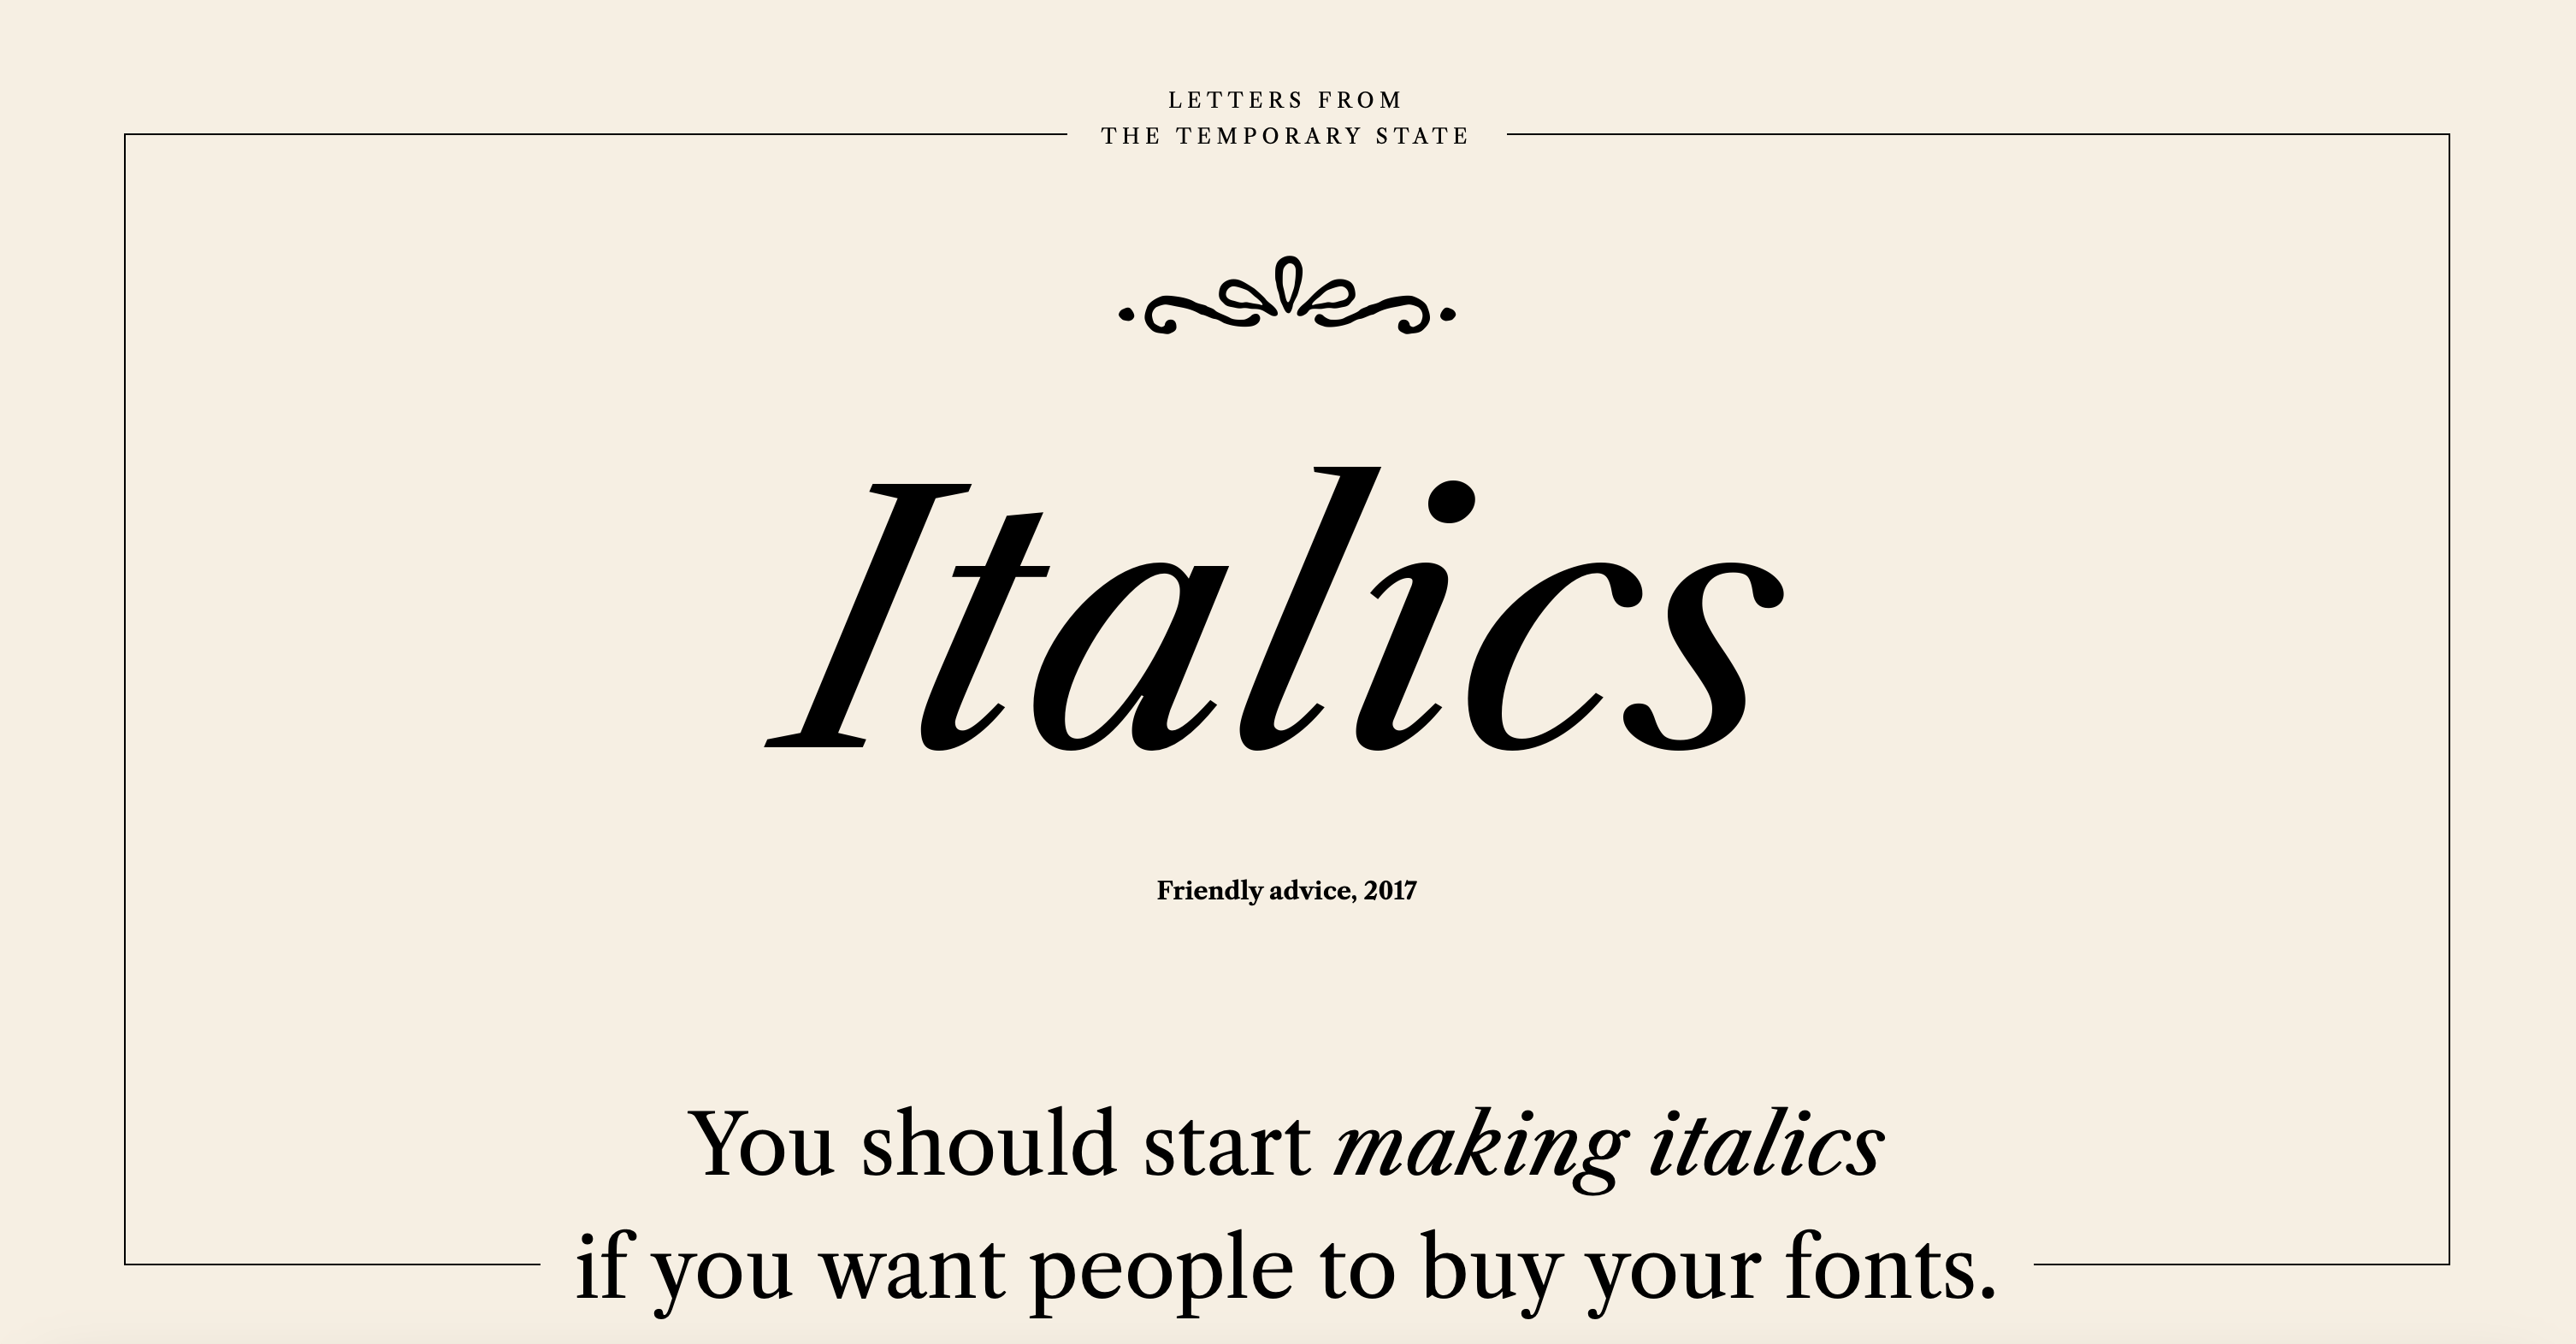 LETTERS FROM
THE TEMPORARY STATE
Italics
Friendly advice, 2017
You should start making italics
if you want people to buy your fonts.